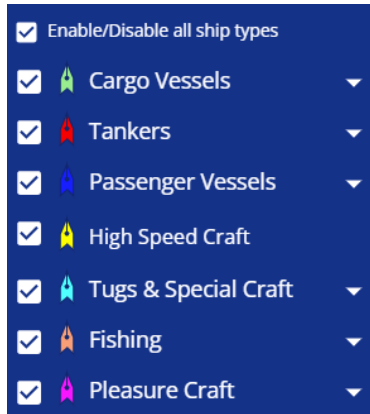 Enable/Disable all ship types
Cargo Vessels
Tankers
Passenger Vessels
High Speed Craft
Tugs & Special Craft
Fishing
Pleasure Craft